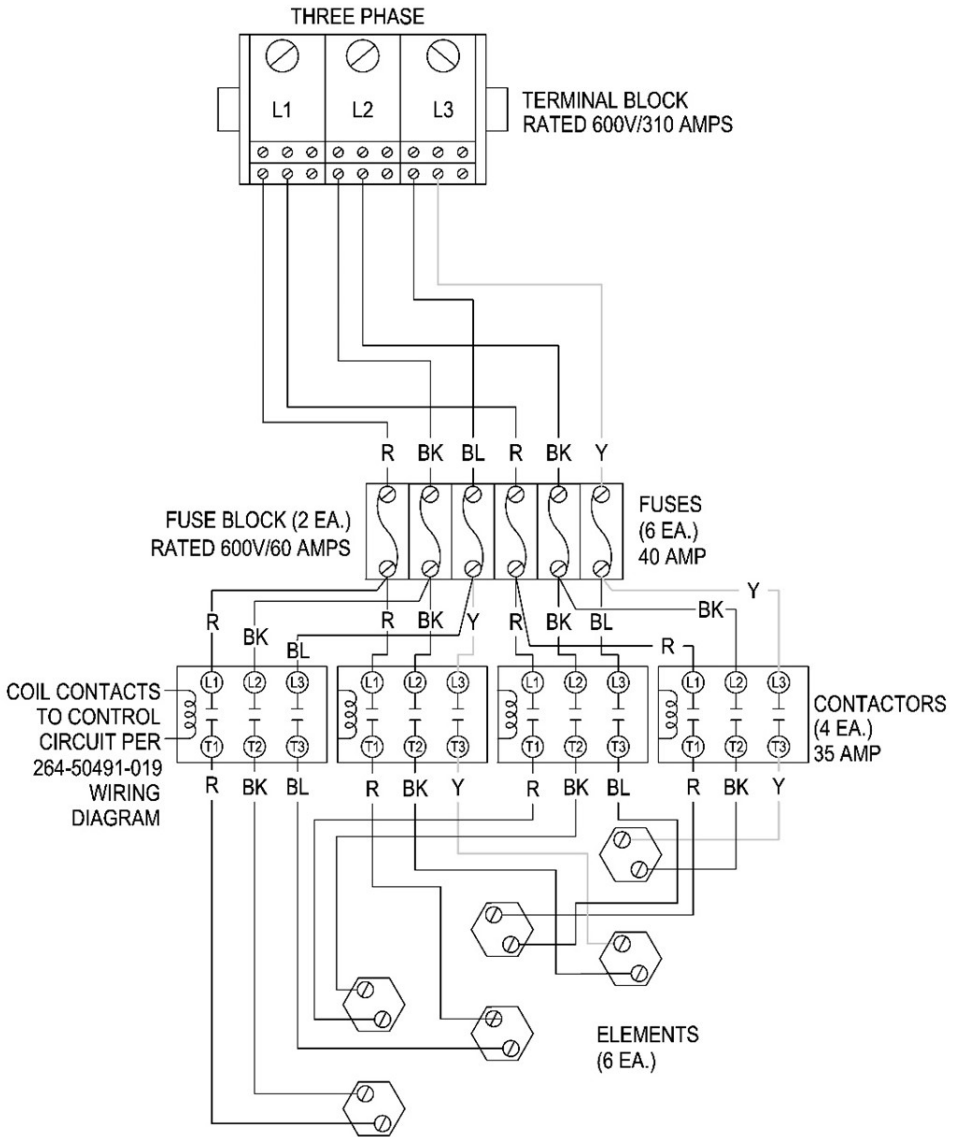 THREE PHASE
L1 L2 L3
TERMINAL BLOCK
RATED 600V/310 AMPS
R BK BL R BK Y
FUSE BLOCK (2 EA.)
RATED 600V/60 AMPS
FUSES
(6 EA.)
40 AMP
R BK BL R BK Y R BK BL R BK Y
L1 L2 L3 L1 L2 L3 L1 L2 L3 L1 L2 L3
COIL CONTACTS
TO CONTROL
CIRCUIT PER
264-50491-019
WIRING
DIAGRAM
CONTACTORS
(4 EA.)
35 AMP
T1 T2 T3 T1 T2 T3 T1 T2 T3 T1 T2 T3
R BK BL R BK Y R BK BL R BK Y
ELEMENTS
(6 EA.)